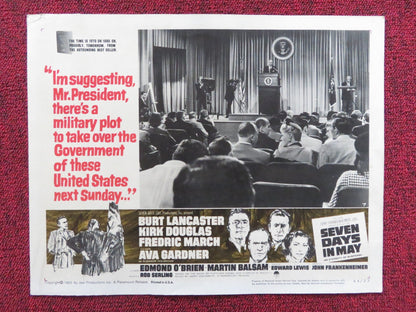 THE TIME IS 1970 OR 1980 OR,
POSSIBLY, TOMORROW. FROM
THE ASTONISHING BEST SELLER.
"I'm suggesting,
Mr. President,
there's a
military plot
to take over the
Government
of these
United States
next Sunday..."
BURT LANCASTER
KIRK DOUGLAS
FREDRIC MARCH
AVA GARDNER
SEVEN
DAYS
IN MAY
EDMOND O'BRIEN MARTIN BALSAM EDWARD LEWIS JOHN FRANKENHEIMER
ROD SERLING